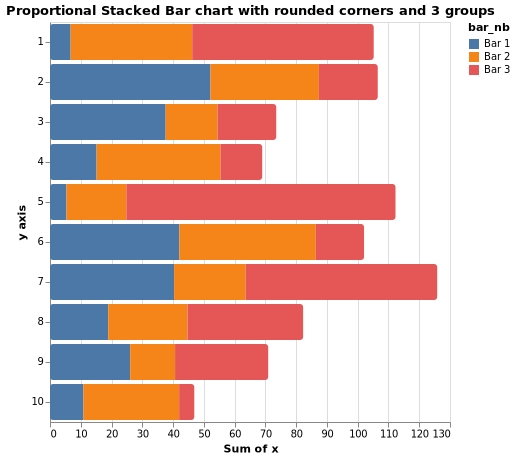 Proportional Stacked Bar chart with rounded corners and 3 groups
bar_nb
Bar 1
Bar 2
Bar 3
y axis
1
2
3
4
5
6
7
8
9
10
0 10 20 30 40 50 60 70 80 90 100 110 120 130
Sum of x